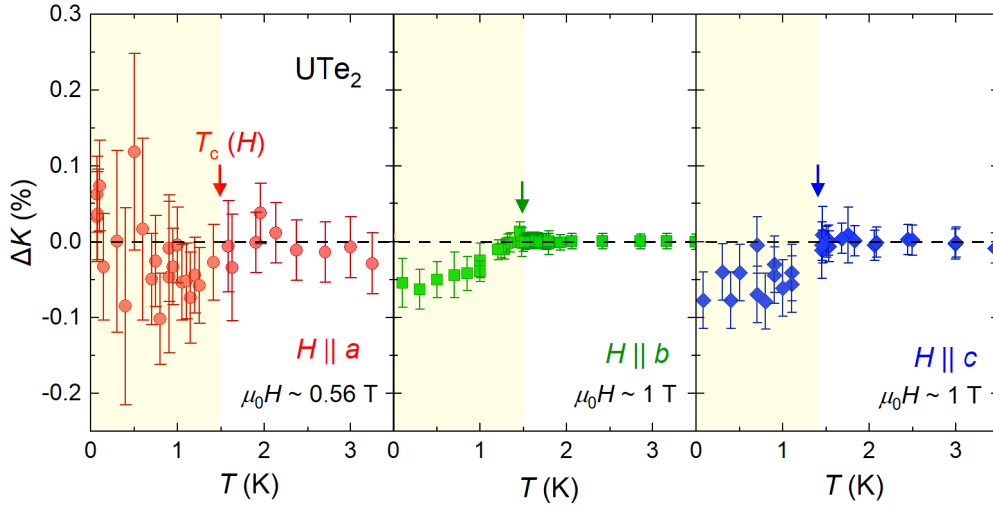 0.3
0.2
0.1
0.0
-0.1
-0.2
ΔK (%)
UTe₂
T_c (H)
H || a
μ₀H ~ 0.56 T
H || b
μ₀H ~ 1 T
H || c
μ₀H ~ 1 T
0 1 2 3 0 1 2 3 0 1 2 3
T (K) T (K) T (K)